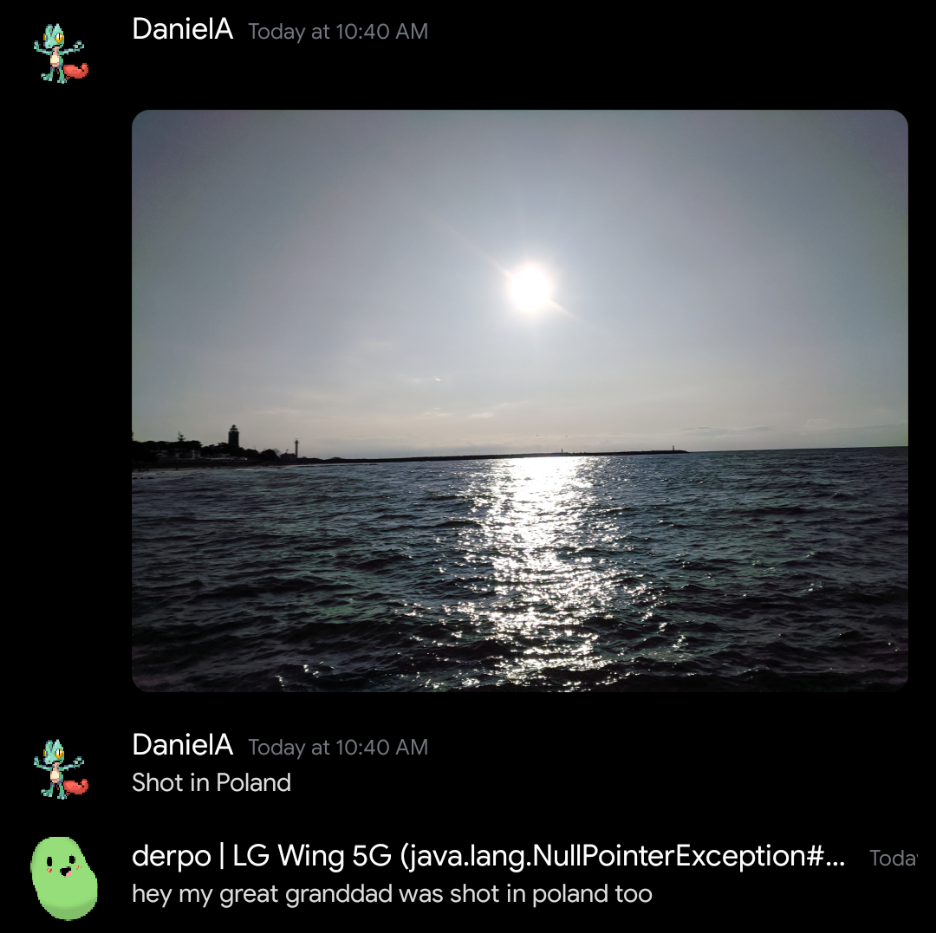 DanielA Today at 10:40 AM
DanielA Today at 10:40 AM
Shot in Poland
derpo | LG Wing 5G (java.lang.NullPointerException#... Today
hey my great granddad was shot in poland too